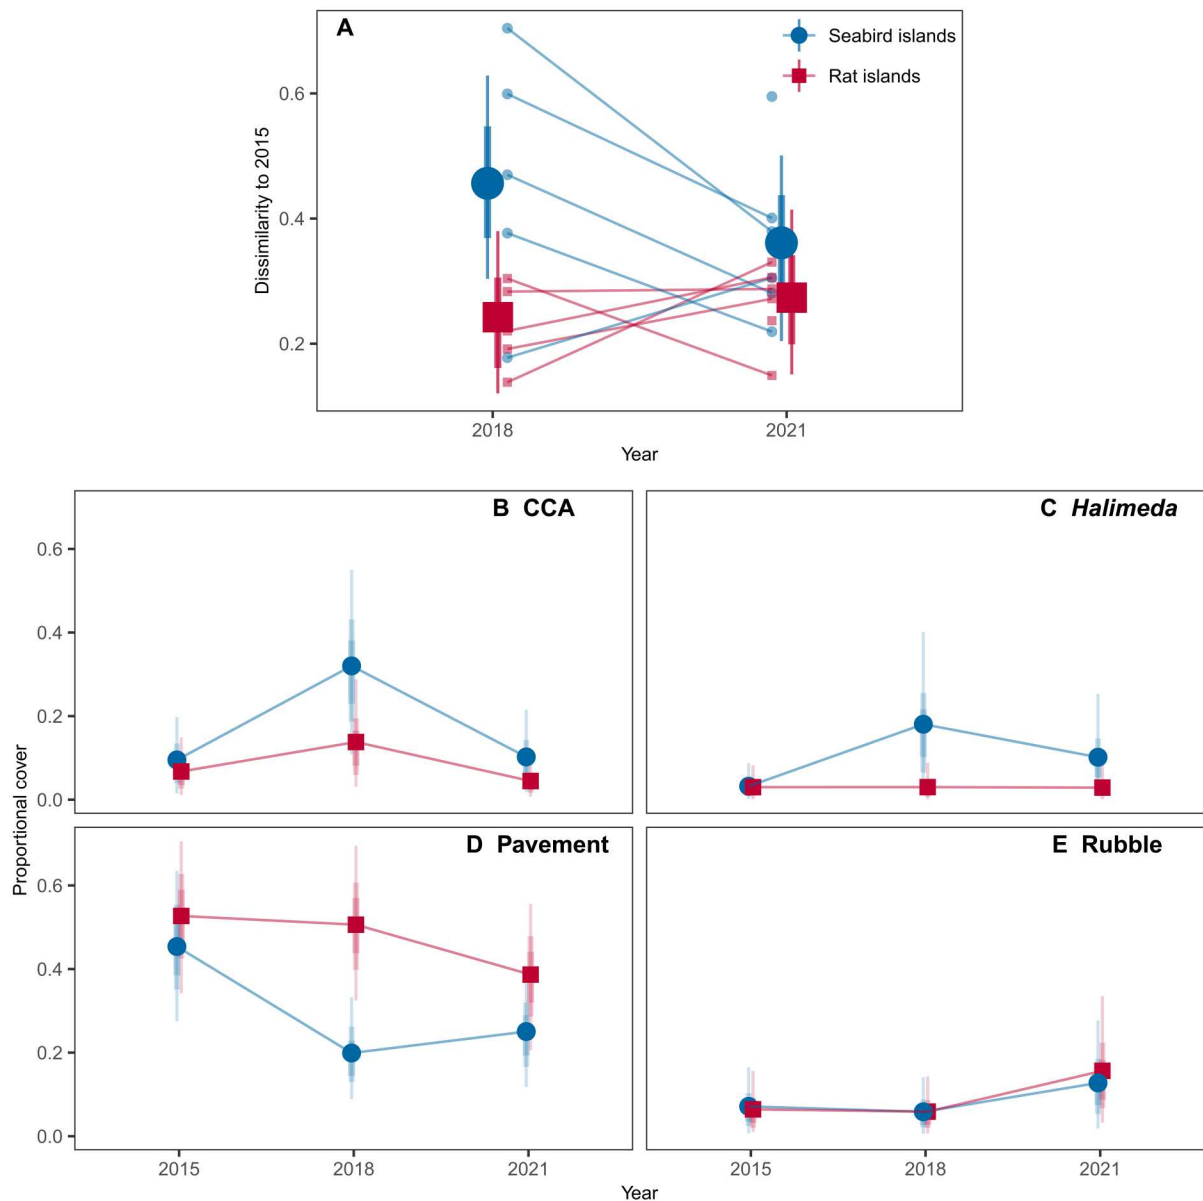 A
Seabird islands
Rat islands
Dissimilarity to 2015
0.6
0.4
0.2
2018
2021
Year
B CCA
C Halimeda
0.6
0.4
0.2
0.0
Proportional cover
D Pavement
E Rubble
0.6
0.4
0.2
0.0
2015
2018
2021
2015
2018
2021
Year